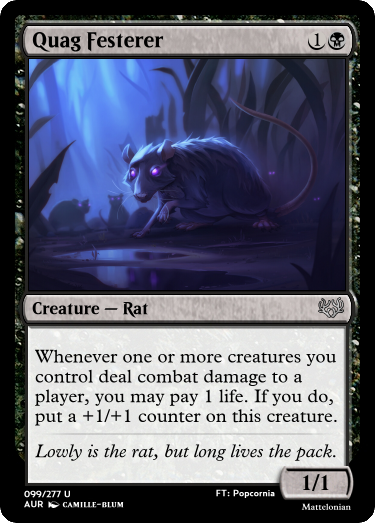 Quag Festerer 1
Creature — Rat
Whenever one or more creatures you
control deal combat damage to a
player, you may pay 1 life. If you do,
put a +1/+1 counter on this creature.
Lowly is the rat, but long lives the pack.
1/1
099/277 U
FT: Popcornia
AUR CAMILLE-BLUM
Mattelonian